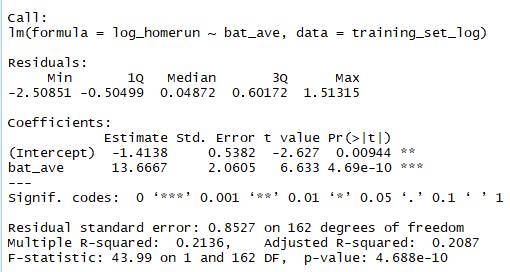 Call:
lm(formula = log_homerun ~ bat_ave, data = training_set_log)
Residuals:
Min 1Q Median 3Q Max
-2.50851 -0.50499 0.04872 0.60172 1.51315
Coefficients:
Estimate Std. Error t value Pr(>|t|)
(Intercept) -1.4138 0.5382 -2.627 0.00944 **
bat_ave 13.6667 2.0605 6.633 4.69e-10 ***
---
Signif. codes: 0 ‘***’ 0.001 ‘**’ 0.01 ‘*’ 0.05 ‘.’ 0.1 ‘ ’ 1
Residual standard error: 0.8527 on 162 degrees of freedom
Multiple R-squared: 0.2136, Adjusted R-squared: 0.2087
F-statistic: 43.99 on 1 and 162 DF, p-value: 4.688e-10